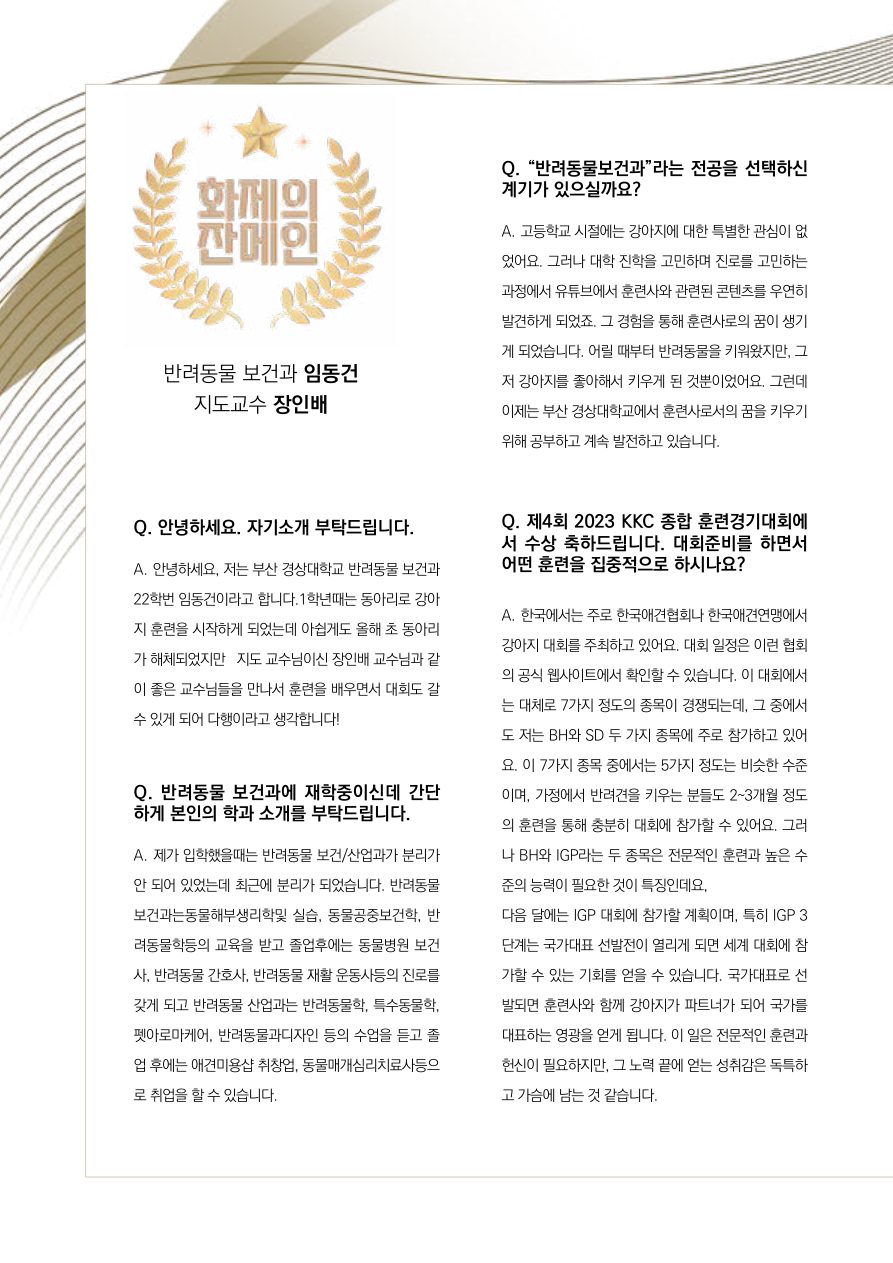 화제의
잔메인
반려동물 보건과 임동건
지도교수 장인배
Q. 안녕하세요. 자기소개 부탁드립니다.
A. 안녕하세요, 저는 부산 경상대학교 반려동물 보건과
22학번 임동건이라고 합니다.1학년때는 동아리로 강아
지 훈련을 시작하게 되었는데 아쉽게도 올해 초 동아리
가 해체되었지만 지도 교수님이신 장인배 교수님과 같
이 좋은 교수님들을 만나서 훈련을 배우면서 대회도 갈
수 있게 되어 다행이라고 생각합니다!
Q. 반려동물 보건과에 재학중이신데 간단
하게 본인의 학과 소개를 부탁드립니다.
A. 제가 입학했을때는 반려동물 보건/산업과가 분리가
안 되어 있었는데 최근에 분리가 되었습니다. 반려동물
보건과는동물해부생리학및 실습, 동물공중보건학, 반
려동물학등의 교육을 받고 졸업후에는 동물병원 보건
사, 반려동물 간호사, 반려동물 재활 운동사등의 진로를
갖게 되고 반려동물 산업과는 반려동물학, 특수동물학,
펫아로마케어, 반려동물과디자인 등의 수업을 듣고 졸
업 후에는 애견미용샵 취창업, 동물매개심리치료사등으
로 취업을 할 수 있습니다.
Q. “반려동물보건과”라는 전공을 선택하신
계기가 있으실까요?
A. 고등학교 시절에는 강아지에 대한 특별한 관심이 없
었어요. 그러나 대학 진학을 고민하며 진로를 고민하는
과정에서 유튜브에서 훈련사와 관련된 콘텐츠를 우연히
발견하게 되었죠. 그 경험을 통해 훈련사로의 꿈이 생기
게 되었습니다. 어릴 때부터 반려동물을 키워왔지만, 그
저 강아지를 좋아해서 키우게 된 것뿐이었어요. 그런데
이제는 부산 경상대학교에서 훈련사로서의 꿈을 키우기
위해 공부하고 계속 발전하고 있습니다.
Q. 제4회 2023 KKC 종합 훈련경기대회에
서 수상 축하드립니다. 대회준비를 하면서
어떤 훈련을 집중적으로 하시나요?
A. 한국에서는 주로 한국애견협회나 한국애견연맹에서
강아지 대회를 주최하고 있어요. 대회 일정은 이런 협회
의 공식 웹사이트에서 확인할 수 있습니다. 이 대회에서
는 대체로 7가지 정도의 종목이 경쟁되는데, 그 중에서
도 저는 BH와 SD 두 가지 종목에 주로 참가하고 있어
요. 이 7가지 종목 중에서는 5가지 정도는 비슷한 수준
이며, 가정에서 반려견을 키우는 분들도 2~3개월 정도
의 훈련을 통해 충분히 대회에 참가할 수 있어요. 그러
나 BH와 IGP라는 두 종목은 전문적인 훈련과 높은 수
준의 능력이 필요한 것이 특징인데요,
다음 달에는 IGP 대회에 참가할 계획이며, 특히 IGP 3
단계는 국가대표 선발전이 열리게 되면 세계 대회에 참
가할 수 있는 기회를 얻을 수 있습니다. 국가대표로 선
발되면 훈련사와 함께 강아지가 파트너가 되어 국가를
대표하는 영광을 얻게 됩니다. 이 일은 전문적인 훈련과
헌신이 필요하지만, 그 노력 끝에 얻는 성취감은 독특하
고 가슴에 남는 것 같습니다.